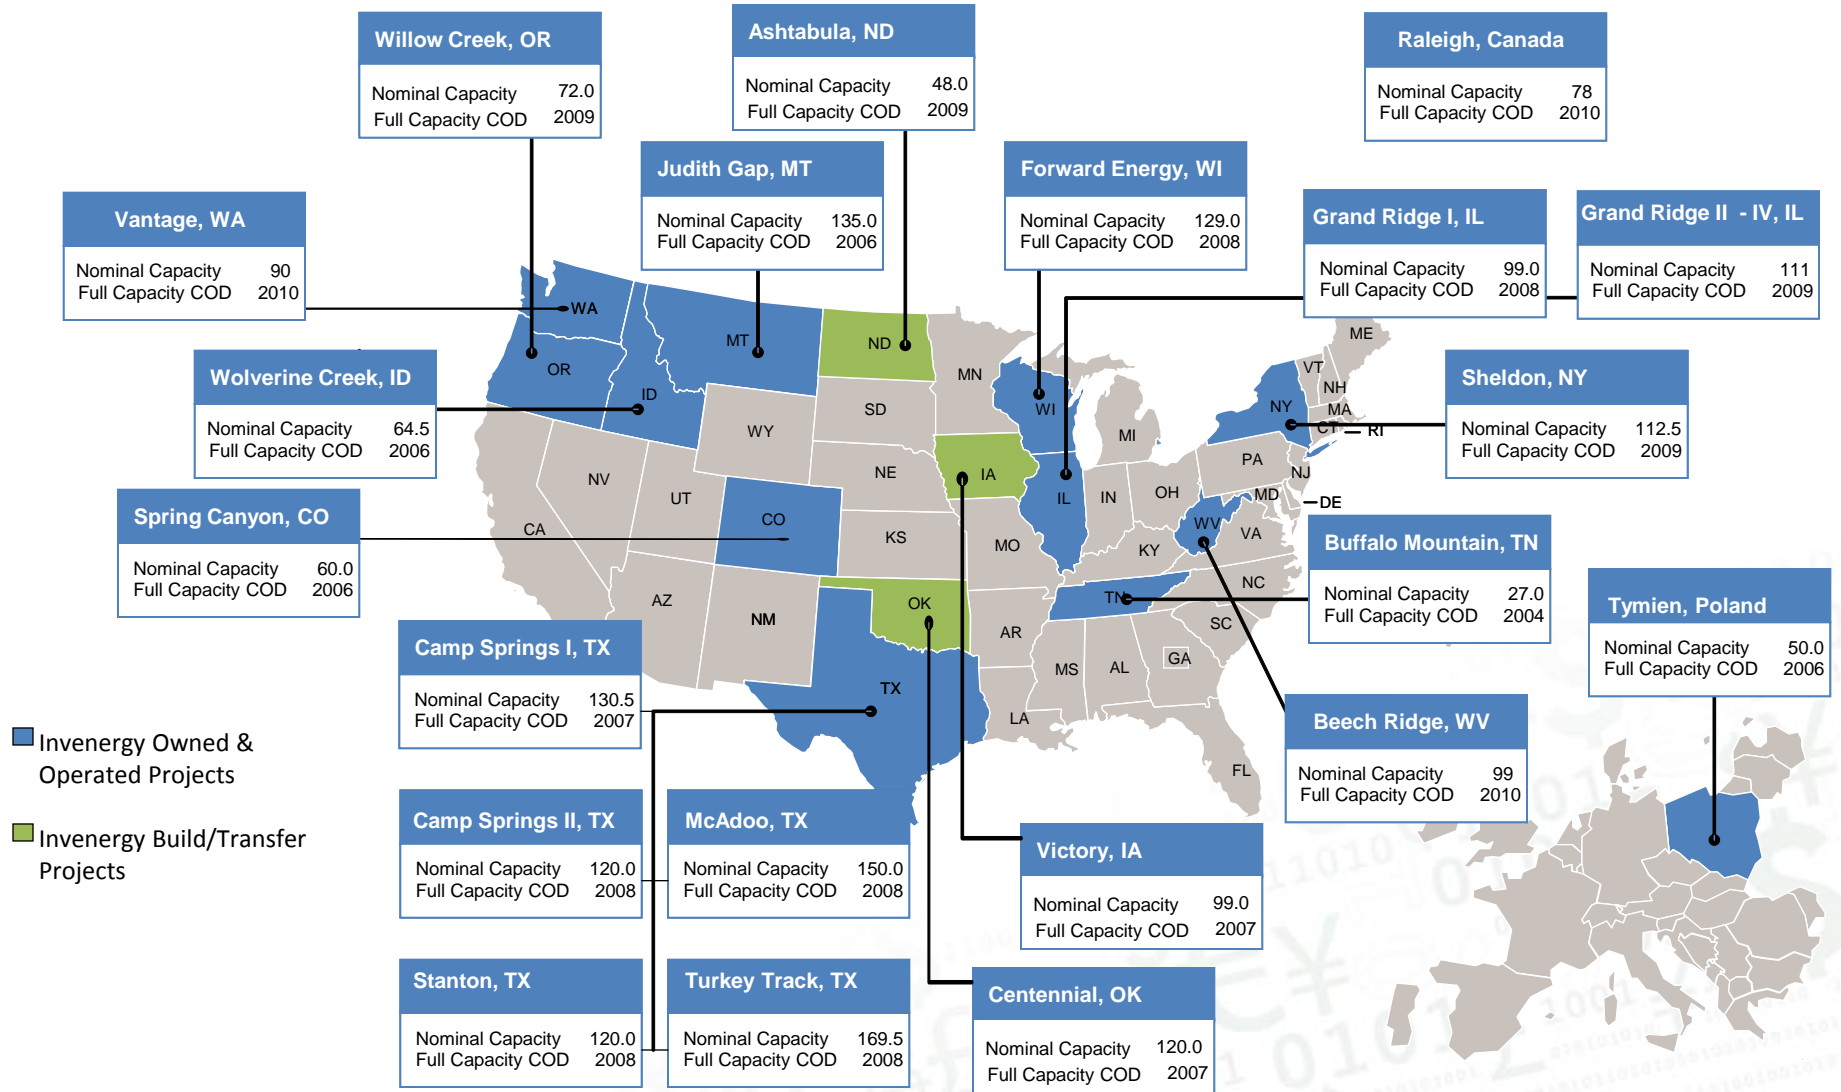 Willow Creek, OR
Nominal Capacity 72.0
Full Capacity COD 2009
Ashtabula, ND
Nominal Capacity 48.0
Full Capacity COD 2009
Raleigh, Canada
Nominal Capacity 78
Full Capacity COD 2010
Judith Gap, MT
Nominal Capacity 135.0
Full Capacity COD 2006
Forward Energy, WI
Nominal Capacity 129.0
Full Capacity COD 2008
Vantage, WA
Nominal Capacity 90
Full Capacity COD 2010
Grand Ridge I, IL
Nominal Capacity 99.0
Full Capacity COD 2008
Grand Ridge II - IV, IL
Nominal Capacity 111
Full Capacity COD 2009
Wolverine Creek, ID
Nominal Capacity 64.5
Full Capacity COD 2006
Sheldon, NY
Nominal Capacity 112.5
Full Capacity COD 2009
Spring Canyon, CO
Nominal Capacity 60.0
Full Capacity COD 2006
Buffalo Mountain, TN
Nominal Capacity 27.0
Full Capacity COD 2004
Tymien, Poland
Nominal Capacity 50.0
Full Capacity COD 2006
Camp Springs I, TX
Nominal Capacity 130.5
Full Capacity COD 2007
Beech Ridge, WV
Nominal Capacity 99
Full Capacity COD 2010
Camp Springs II, TX
Nominal Capacity 120.0
Full Capacity COD 2008
McAdoo, TX
Nominal Capacity 150.0
Full Capacity COD 2008
Victory, IA
Nominal Capacity 99.0
Full Capacity COD 2007
Stanton, TX
Nominal Capacity 120.0
Full Capacity COD 2008
Turkey Track, TX
Nominal Capacity 169.5
Full Capacity COD 2008
Centennial, OK
Nominal Capacity 120.0
Full Capacity COD 2007
Invenergy Owned &
Operated Projects
Invenergy Build/Transfer
Projects
WA
OR
ID
MT
ND
MN
SD
WY
WI
MI
NY
VT
NH
ME
MA
CT
RI
PA
NJ
MD
DE
NV
UT
CA
CO
NE
IA
KS
MO
IL
IN
OH
WV
VA
KY
NC
TN
SC
AZ
NM
OK
AR
TX
LA
MS
AL
GA
FL